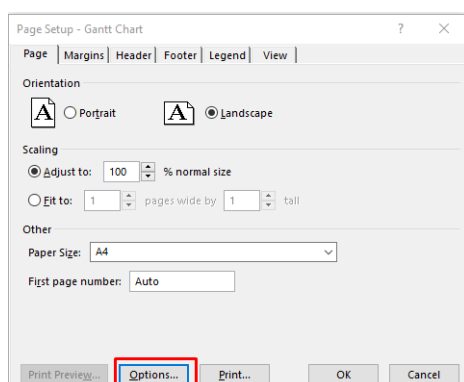 Page Setup - Gantt Chart ? ×
Page Margins Header Footer Legend View
Orientation
A Portrait A Landscape
Scaling
Adjust to: 100 % normal size
Fit to: 1 pages wide by 1 tall
Other
Paper Size: A4
First page number: Auto
Print Preview... Options... Print... OK Cancel